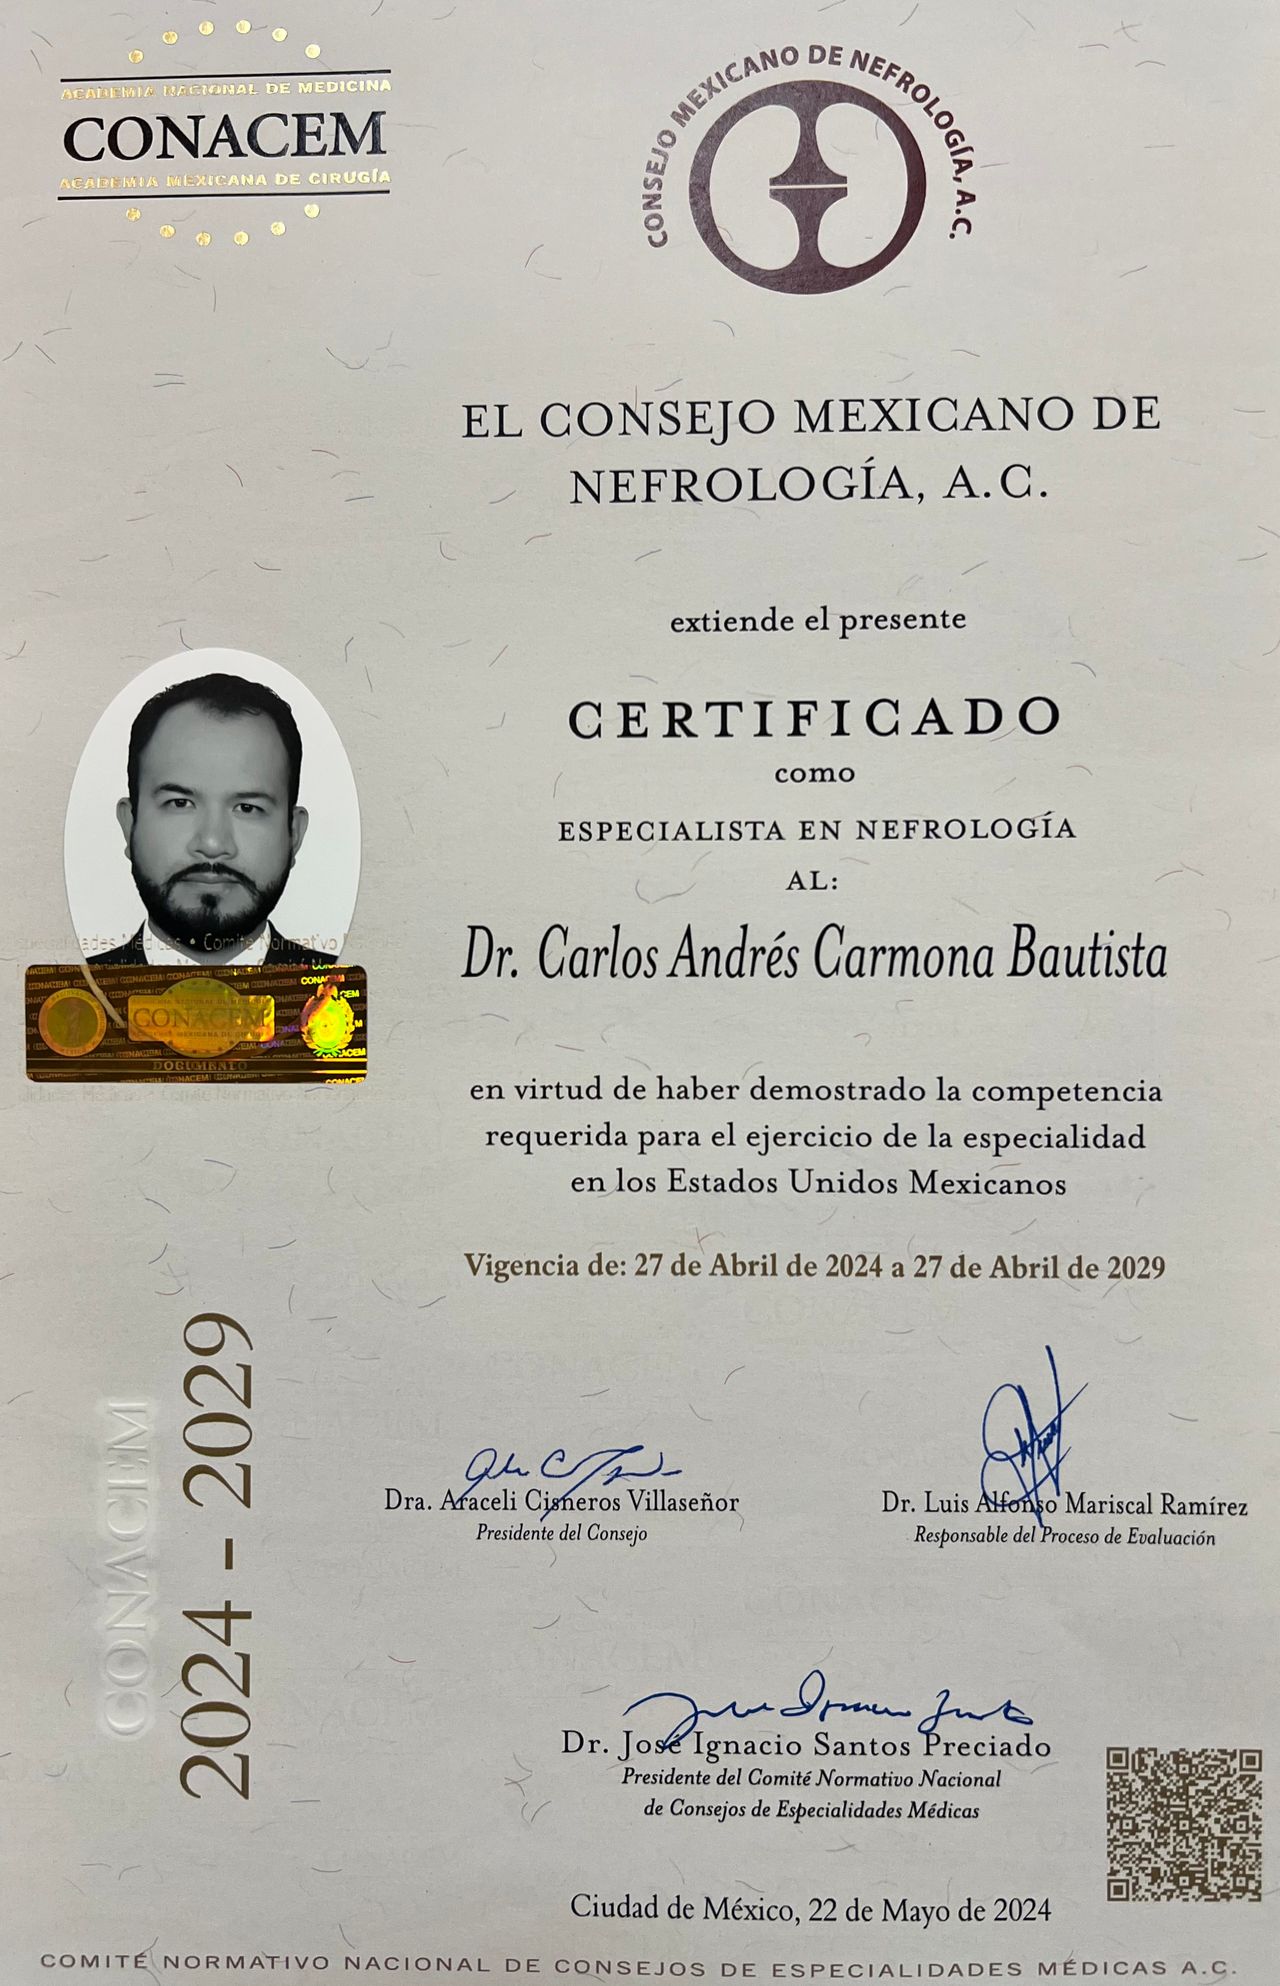 ACADEMIA NACIONAL DE MEDICINA
CONACEM
ACADEMIA MEXICANA DE CIRUGÍA
CONSEJO MEXICANO DE NEFROLOGÍA, A.C.
EL CONSEJO MEXICANO DE
NEFROLOGÍA, A.C.
extiende el presente
CERTIFICADO
como
ESPECIALISTA EN NEFROLOGÍA
AL:
Dr. Carlos Andrés Carmona Bautista
CONACEM
DOCUMENTO
en virtud de haber demostrado la competencia
requerida para el ejercicio de la especialidad
en los Estados Unidos Mexicanos
Vigencia de: 27 de Abril de 2024 a 27 de Abril de 2029
CONACEM
2024 - 2029
Dra. Araceli Cisneros Villaseñor
Presidente del Consejo
Dr. Luis Alfonso Mariscal Ramírez
Responsable del Proceso de Evaluación
Dr. José Ignacio Santos Preciado
Presidente del Comité Normativo Nacional
de Consejos de Especialidades Médicas
Ciudad de México, 22 de Mayo de 2024
COMITÉ NORMATIVO NACIONAL DE CONSEJOS DE ESPECIALIDADES MÉDICAS A.C.